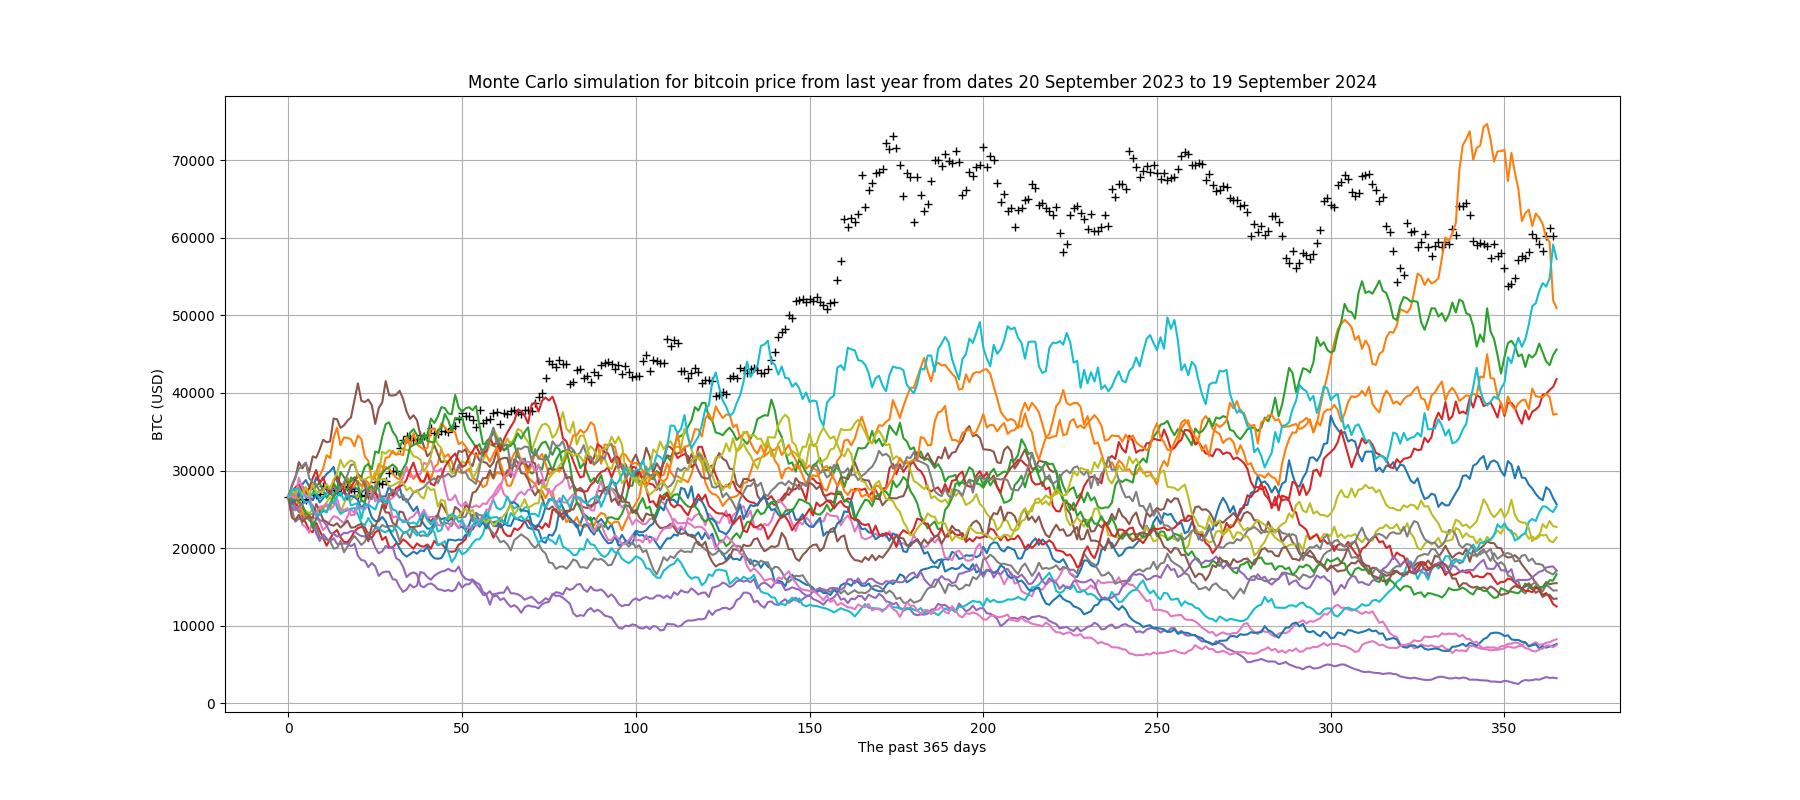 Monte Carlo simulation for bitcoin price from last year from dates 20 September 2023 to 19 September 2024
70000
60000
50000
40000
30000
20000
10000
0
BTC (USD)
0 50 100 150 200 250 300 350
The past 365 days